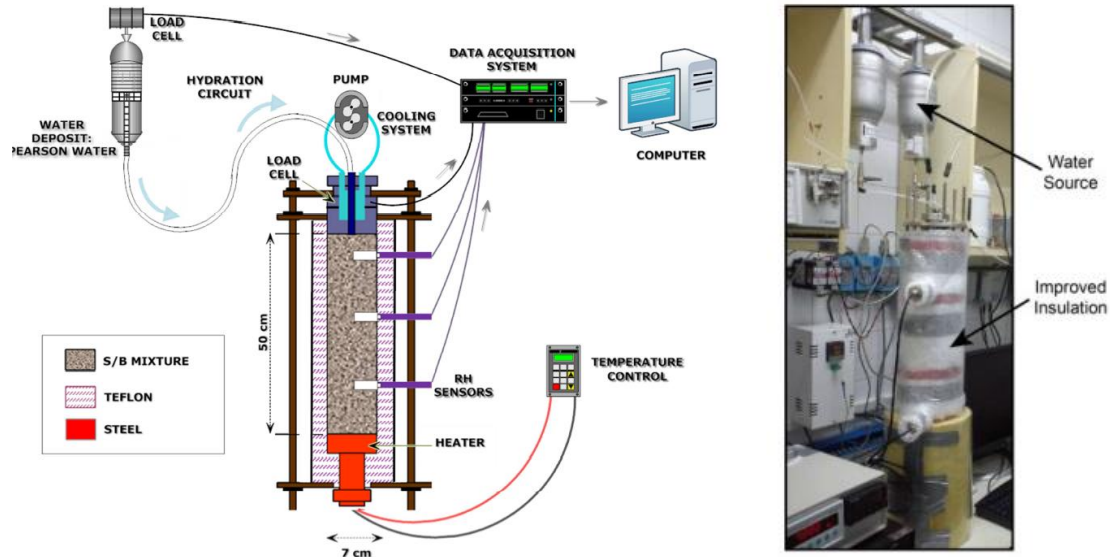 LOAD
CELL
HYDRATION
CIRCUIT
WATER
DEPOSIT:
PEARSON WATER
PUMP
COOLING
SYSTEM
LOAD
CELL
DATA ACQUISITION
SYSTEM
COMPUTER
50 cm
RH
SENSORS
HEATER
7 cm
TEMPERATURE
CONTROL
S/B MIXTURE
TEFLON
STEEL
Water
Source
Improved
Insulation